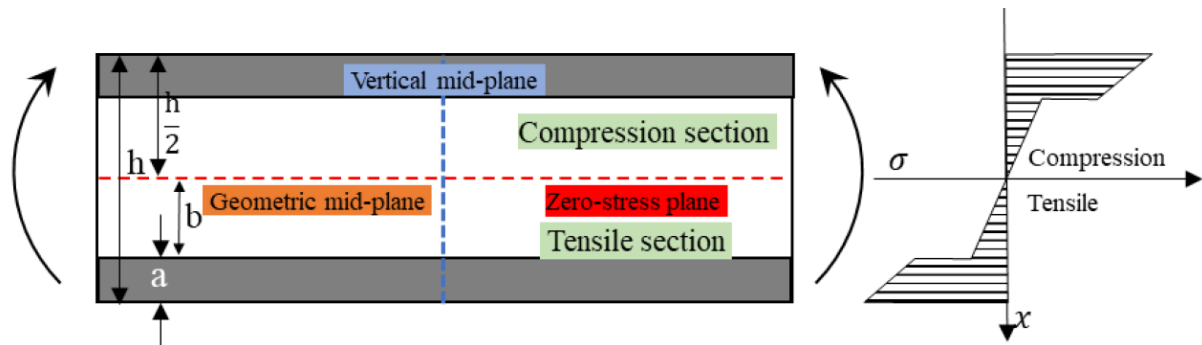 Vertical mid-plane
h
2
Compression section
h
σ
Compression
Geometric mid-plane
Zero-stress plane
b
Tensile
Tensile section
a
x